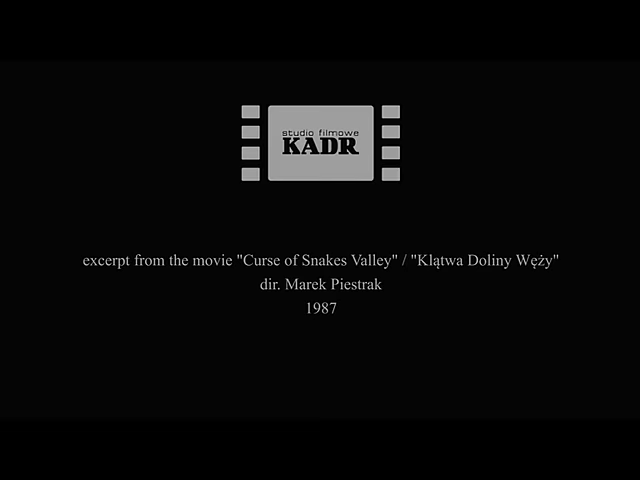 studio filmowe
KADR
excerpt from the movie "Curse of Snakes Valley" / "Klątwa Doliny Węży"
dir. Marek Piestrak
1987